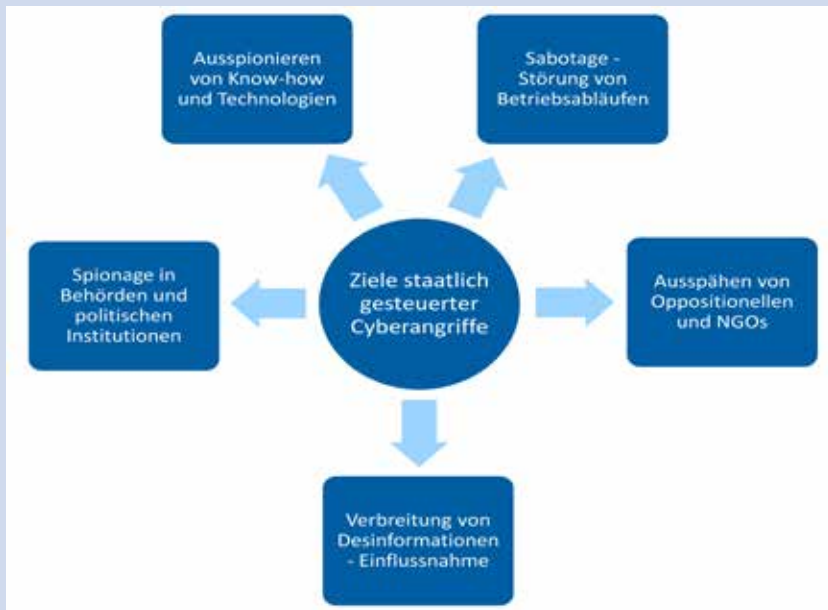 Ausspionieren
von Know-how
und Technologien
Sabotage -
Störung von
Betriebsabläufen
Spionage in
Behörden und
politischen
Institutionen
Ziele staatlich
gesteuerter
Cyberangriffe
Ausspähen von
Oppositionellen
und NGOs
Verbreitung von
Desinformationen
- Einflussnahme